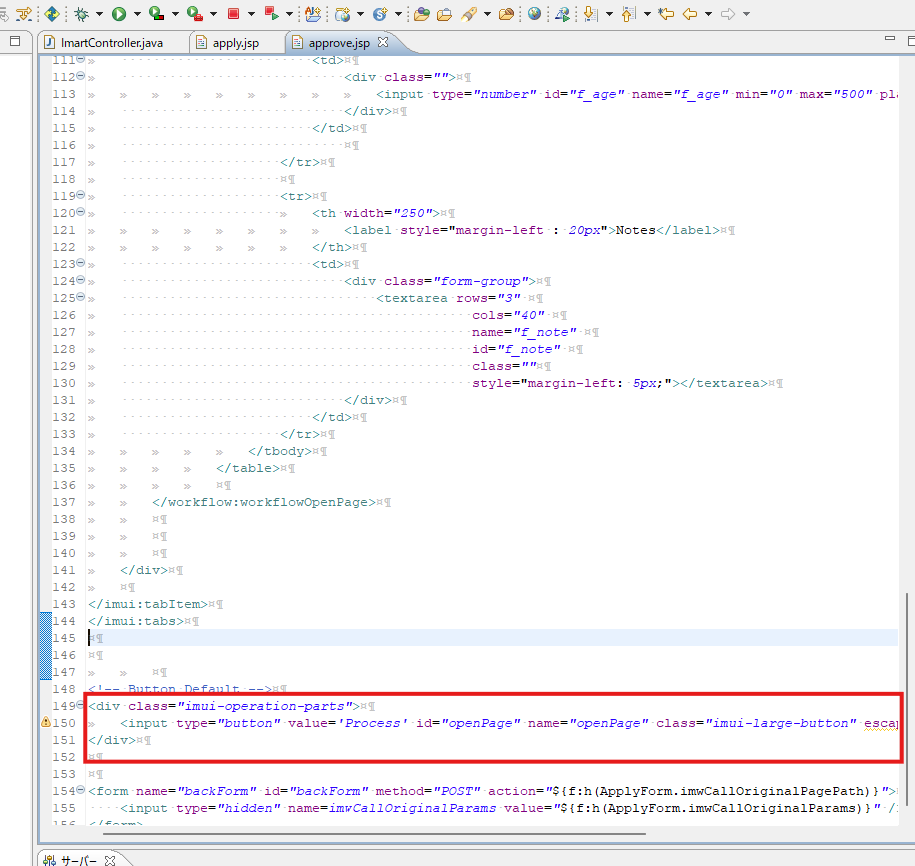 ImartController.java apply.jsp approve.jsp
111 <td>
112 <div class="">
113 <input type="number" id="f_age" name="f_age" min="0" max="500" pla
114 </div>
115 </td>
116
117 </tr>
118
119 <tr>
120 <th width="250">
121 <label style="margin-left : 20px">Notes</label>
122 </th>
123 <td>
124 <div class="form-group">
125 <textarea rows="3"
126 cols="40"
127 name="f_note"
128 id="f_note"
129 class=""
130 style="margin-left: 5px;"></textarea>
131 </div>
132 </td>
133 </tr>
134 </tbody>
135 </table>
136
137 </workflow:workflowOpenPage>
138
139
140
141 </div>
142
143 </imui:tabItem>
144 </imui:tabs>
145
146
147
148 <!-- Button Default -->
149 <div class="imui-operation-parts">
150 <input type="button" value='Process' id="openPage" name="openPage" class="imui-large-button" escap
151 </div>
152
153
154 <form name="backForm" id="backForm" method="POST" action="${f:h(ApplyForm.imwCallOriginalPagePath)}">
155 <input type="hidden" name=imwCallOriginalParams value="${f:h(ApplyForm.imwCallOriginalParams)}" /
156 </form>
サーバー